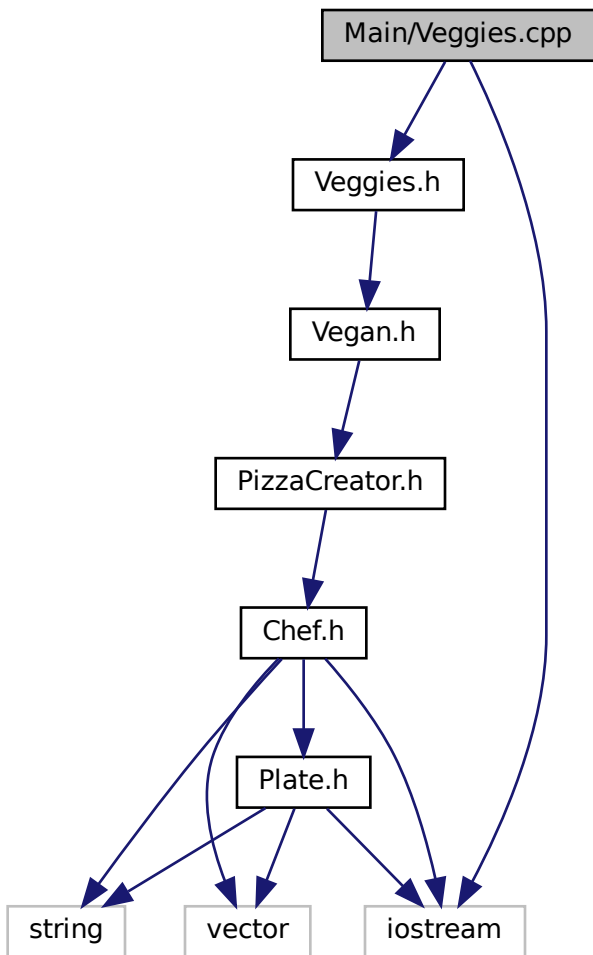 Main/Veggies.cpp
Veggies.h
Vegan.h
PizzaCreator.h
Chef.h
Plate.h
string
vector
iostream